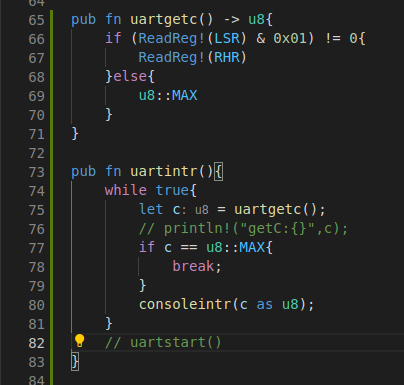 64
65 pub fn uartgetc() -> u8{
66     if (ReadReg!(LSR) & 0x01) != 0{
67         ReadReg!(RHR)
68     }else{
69         u8::MAX
70     }
71 }
72
73 pub fn uartintr(){
74     while true{
75         let c: u8 = uartgetc();
76         // println!("getC:{}",c);
77         if c == u8::MAX{
78             break;
79         }
80         consoleintr(c as u8);
81     }
82     // uartstart()
83 }
84